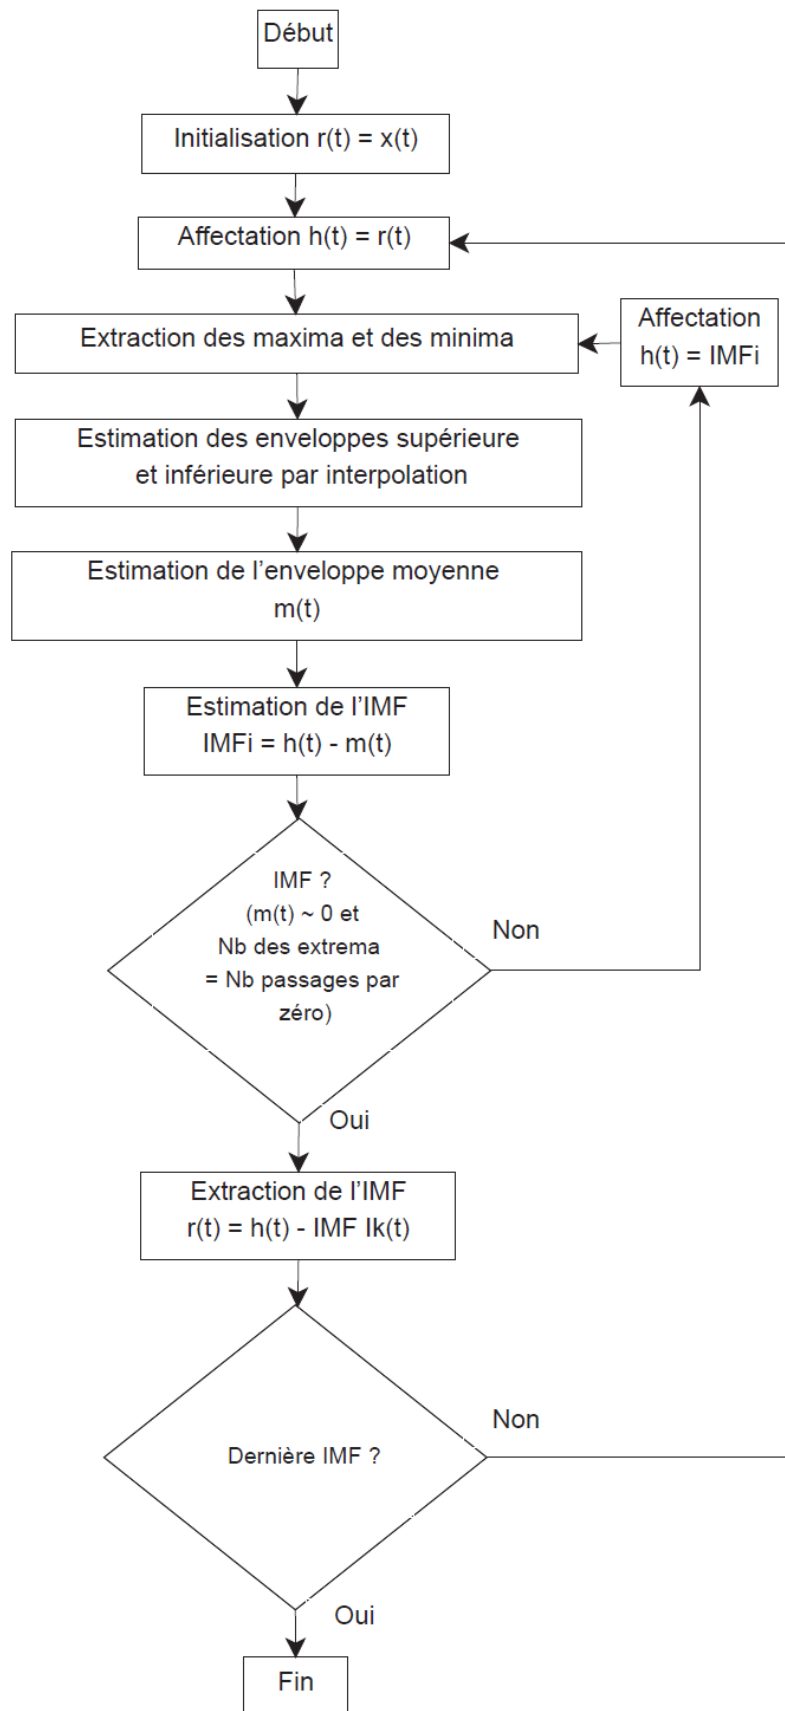 Début
Initialisation r(t) = x(t)
Affectation h(t) = r(t)
Extraction des maxima et des minima
Affectation
h(t) = IMFi
Estimation des enveloppes supérieure
et inférieure par interpolation
Estimation de l'enveloppe moyenne
m(t)
Estimation de l'IMF
IMFi = h(t) - m(t)
IMF ?
(m(t) ~ 0 et
Nb des extrema
= Nb passages par
zéro)
Non
Oui
Extraction de l'IMF
r(t) = h(t) - IMF Ik(t)
Dernière IMF ?
Non
Oui
Fin